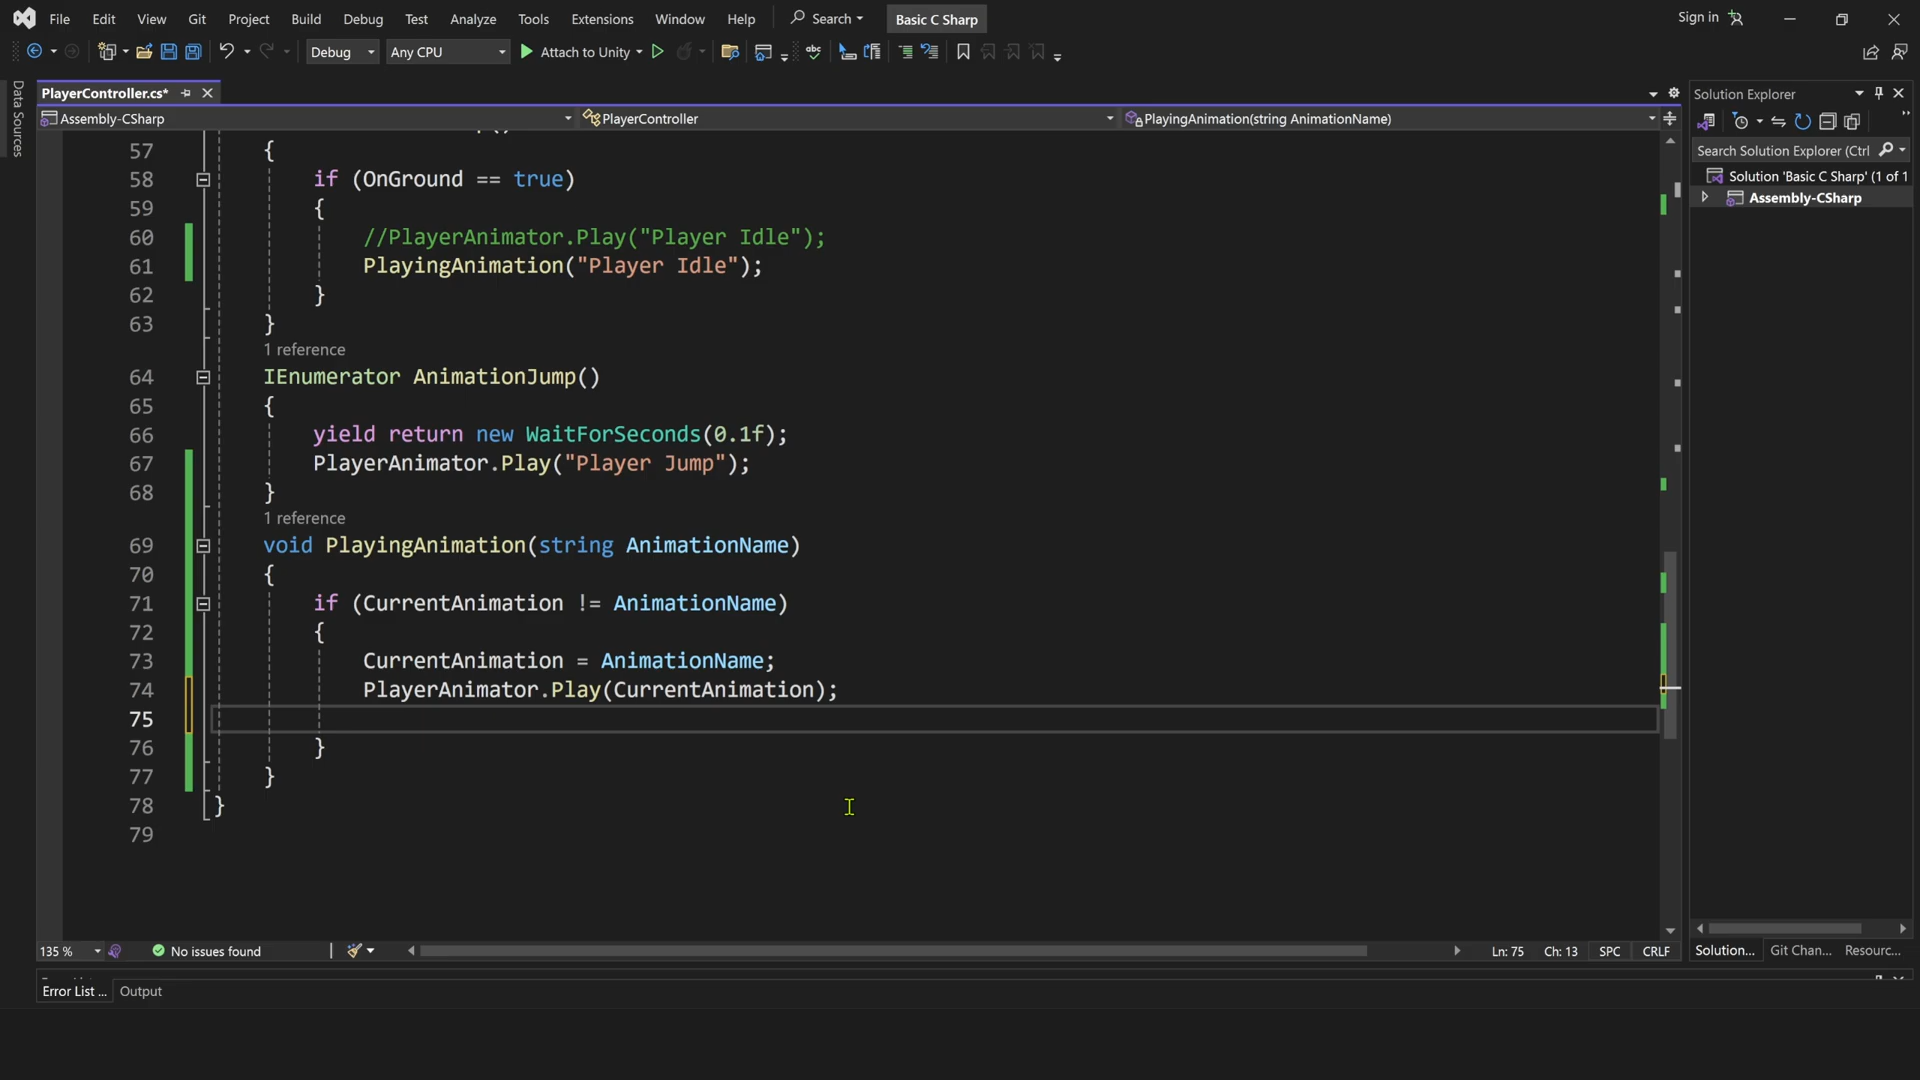 File Edit View Git Project Build Debug Test Analyze Tools Extensions Window Help Search Basic C Sharp Sign in
Debug Any CPU Attach to Unity
Data Sources
PlayerController.cs*
Assembly-CSharp PlayerController PlayingAnimation(string AnimationName)
57 {
58 if (OnGround == true)
59 {
60 //PlayerAnimator.Play("Player Idle");
61 PlayingAnimation("Player Idle");
62 }
63 }
1 reference
64 IEnumerator AnimationJump()
65 {
66 yield return new WaitForSeconds(0.1f);
67 PlayerAnimator.Play("Player Jump");
68 }
1 reference
69 void PlayingAnimation(string AnimationName)
70 {
71 if (CurrentAnimation != AnimationName)
72 {
73 CurrentAnimation = AnimationName;
74 PlayerAnimator.Play(CurrentAnimation);
75
76 }
77 }
78 }
79
135 % No issues found Ln: 75 Ch: 13 SPC CRLF
Error List ... Output
Solution Explorer
Search Solution Explorer (Ctrl
Solution 'Basic C Sharp' (1 of 1
Assembly-CSharp
Solution... Git Chan... Resourc...